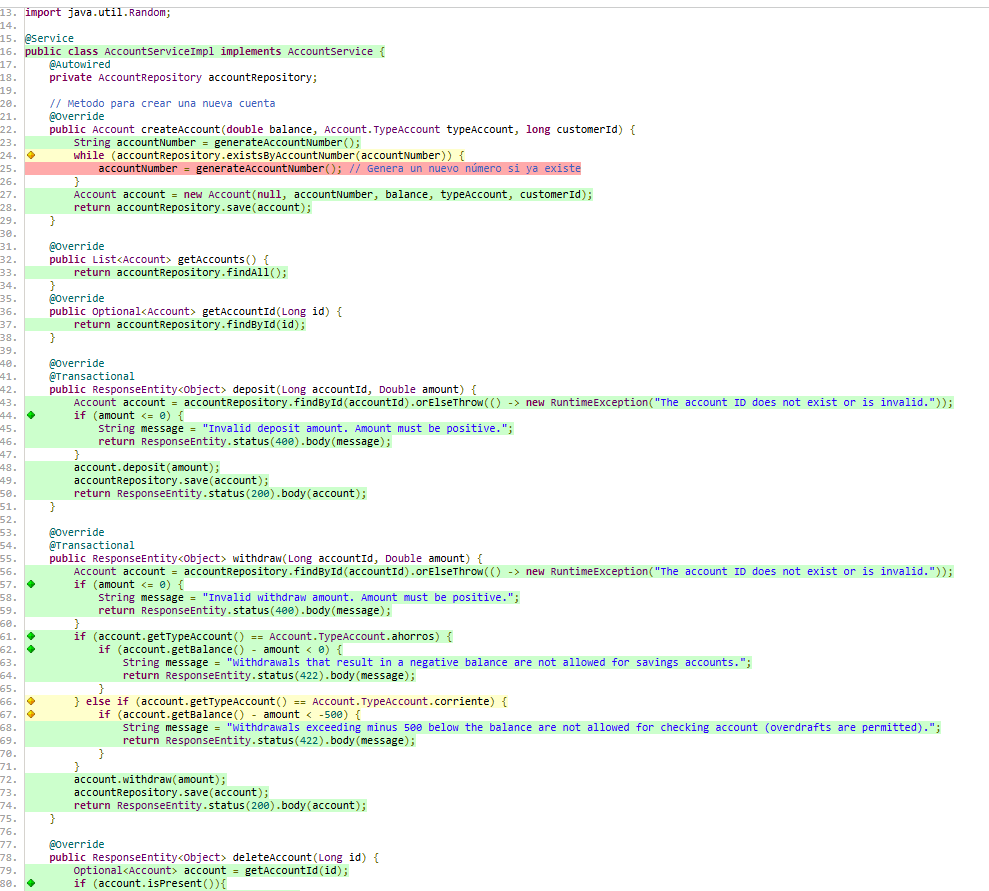 13. import java.util.Random;
14.
15. @Service
16. public class AccountServiceImpl implements AccountService {
17.     @Autowired
18.     private AccountRepository accountRepository;
19.
20.     // Metodo para crear una nueva cuenta
21.     @Override
22.     public Account createAccount(double balance, Account.TypeAccount typeAccount, long customerId) {
23.         String accountNumber = generateAccountNumber();
24.         while (accountRepository.existsByAccountNumber(accountNumber)) {
25.             accountNumber = generateAccountNumber(); // Genera un nuevo número si ya existe
26.         }
27.         Account account = new Account(null, accountNumber, balance, typeAccount, customerId);
28.         return accountRepository.save(account);
29.     }
30.
31.     @Override
32.     public List<Account> getAccounts() {
33.         return accountRepository.findAll();
34.     }
35.     @Override
36.     public Optional<Account> getAccountId(Long id) {
37.         return accountRepository.findById(id);
38.     }
39.
40.     @Override
41.     @Transactional
42.     public ResponseEntity<Object> deposit(Long accountId, Double amount) {
43.         Account account = accountRepository.findById(accountId).orElseThrow(() -> new RuntimeException("The account ID does not exist or is invalid."));
44.         if (amount <= 0) {
45.             String message = "Invalid deposit amount. Amount must be positive.";
46.             return ResponseEntity.status(400).body(message);
47.         }
48.         account.deposit(amount);
49.         accountRepository.save(account);
50.         return ResponseEntity.status(200).body(account);
51.     }
52.
53.     @Override
54.     @Transactional
55.     public ResponseEntity<Object> withdraw(Long accountId, Double amount) {
56.         Account account = accountRepository.findById(accountId).orElseThrow(() -> new RuntimeException("The account ID does not exist or is invalid."));
57.         if (amount <= 0) {
58.             String message = "Invalid withdraw amount. Amount must be positive.";
59.             return ResponseEntity.status(400).body(message);
60.         }
61.         if (account.getTypeAccount() == Account.TypeAccount.ahorros) {
62.             if (account.getBalance() - amount < 0) {
63.                 String message = "Withdrawals that result in a negative balance are not allowed for savings accounts.";
64.                 return ResponseEntity.status(422).body(message);
65.             }
66.         } else if (account.getTypeAccount() == Account.TypeAccount.corriente) {
67.             if (account.getBalance() - amount < -500) {
68.                 String message = "Withdrawals exceeding minus 500 below the balance are not allowed for checking account (overdrafts are permitted).";
69.                 return ResponseEntity.status(422).body(message);
70.             }
71.         }
72.         account.withdraw(amount);
73.         accountRepository.save(account);
74.         return ResponseEntity.status(200).body(account);
75.     }
76.
77.     @Override
78.     public ResponseEntity<Object> deleteAccount(Long id) {
79.         Optional<Account> account = getAccountId(id);
80.         if (account.isPresent()){